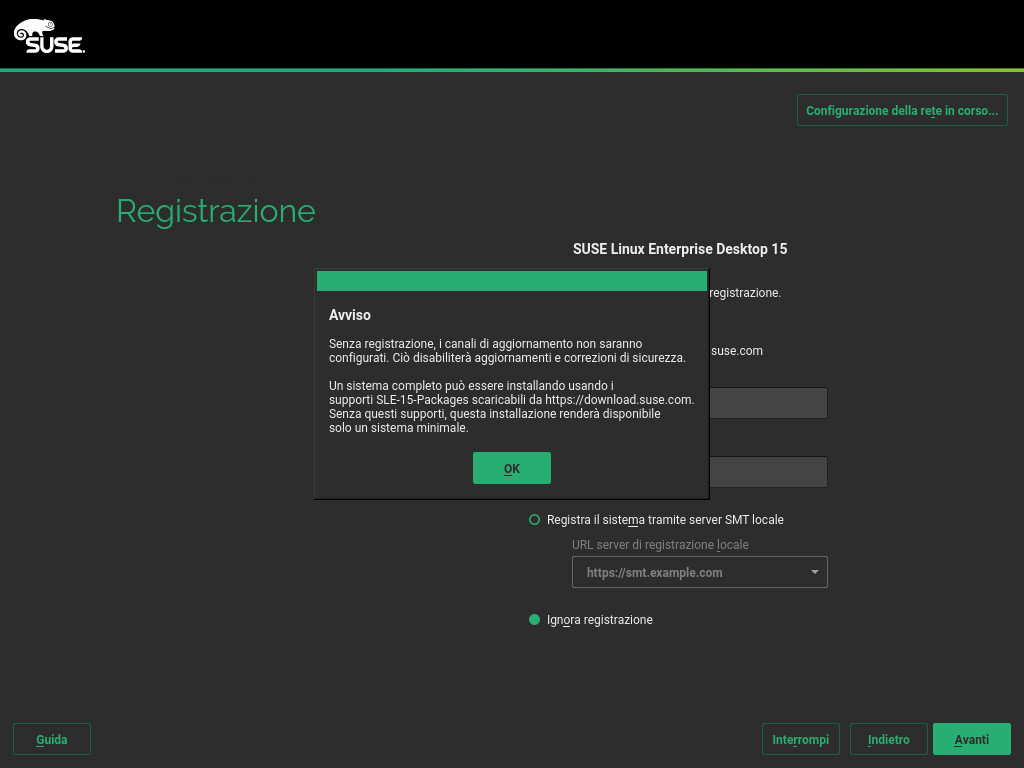 SUSE.
Configurazione della rete in corso...
Registrazione
SUSE Linux Enterprise Desktop 15
registrazione.
suse.com
Avviso
Senza registrazione, i canali di aggiornamento non saranno
configurati. Ciò disabiliterà aggiornamenti e correzioni di sicurezza.
Un sistema completo può essere installando usando i
supporti SLE-15-Packages scaricabili da https://download.suse.com.
Senza questi supporti, questa installazione renderà disponibile
solo un sistema minimale.
OK
Registra il sistema tramite server SMT locale
URL server di registrazione locale
https://smt.example.com
Ignora registrazione
Guida
Interrompi
Indietro
Avanti